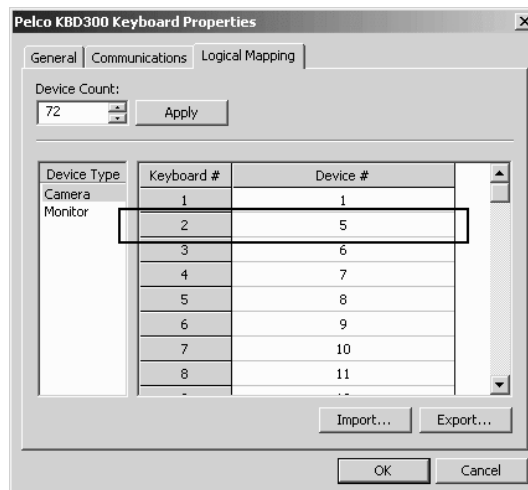 Pelco KBD300 Keyboard Properties
General Communications Logical Mapping
Device Count:
72 Apply
Device Type Keyboard # Device #
Camera 1 1
Monitor 2 5
3 6
4 7
5 8
6 9
7 10
8 11
Import... Export...
OK Cancel